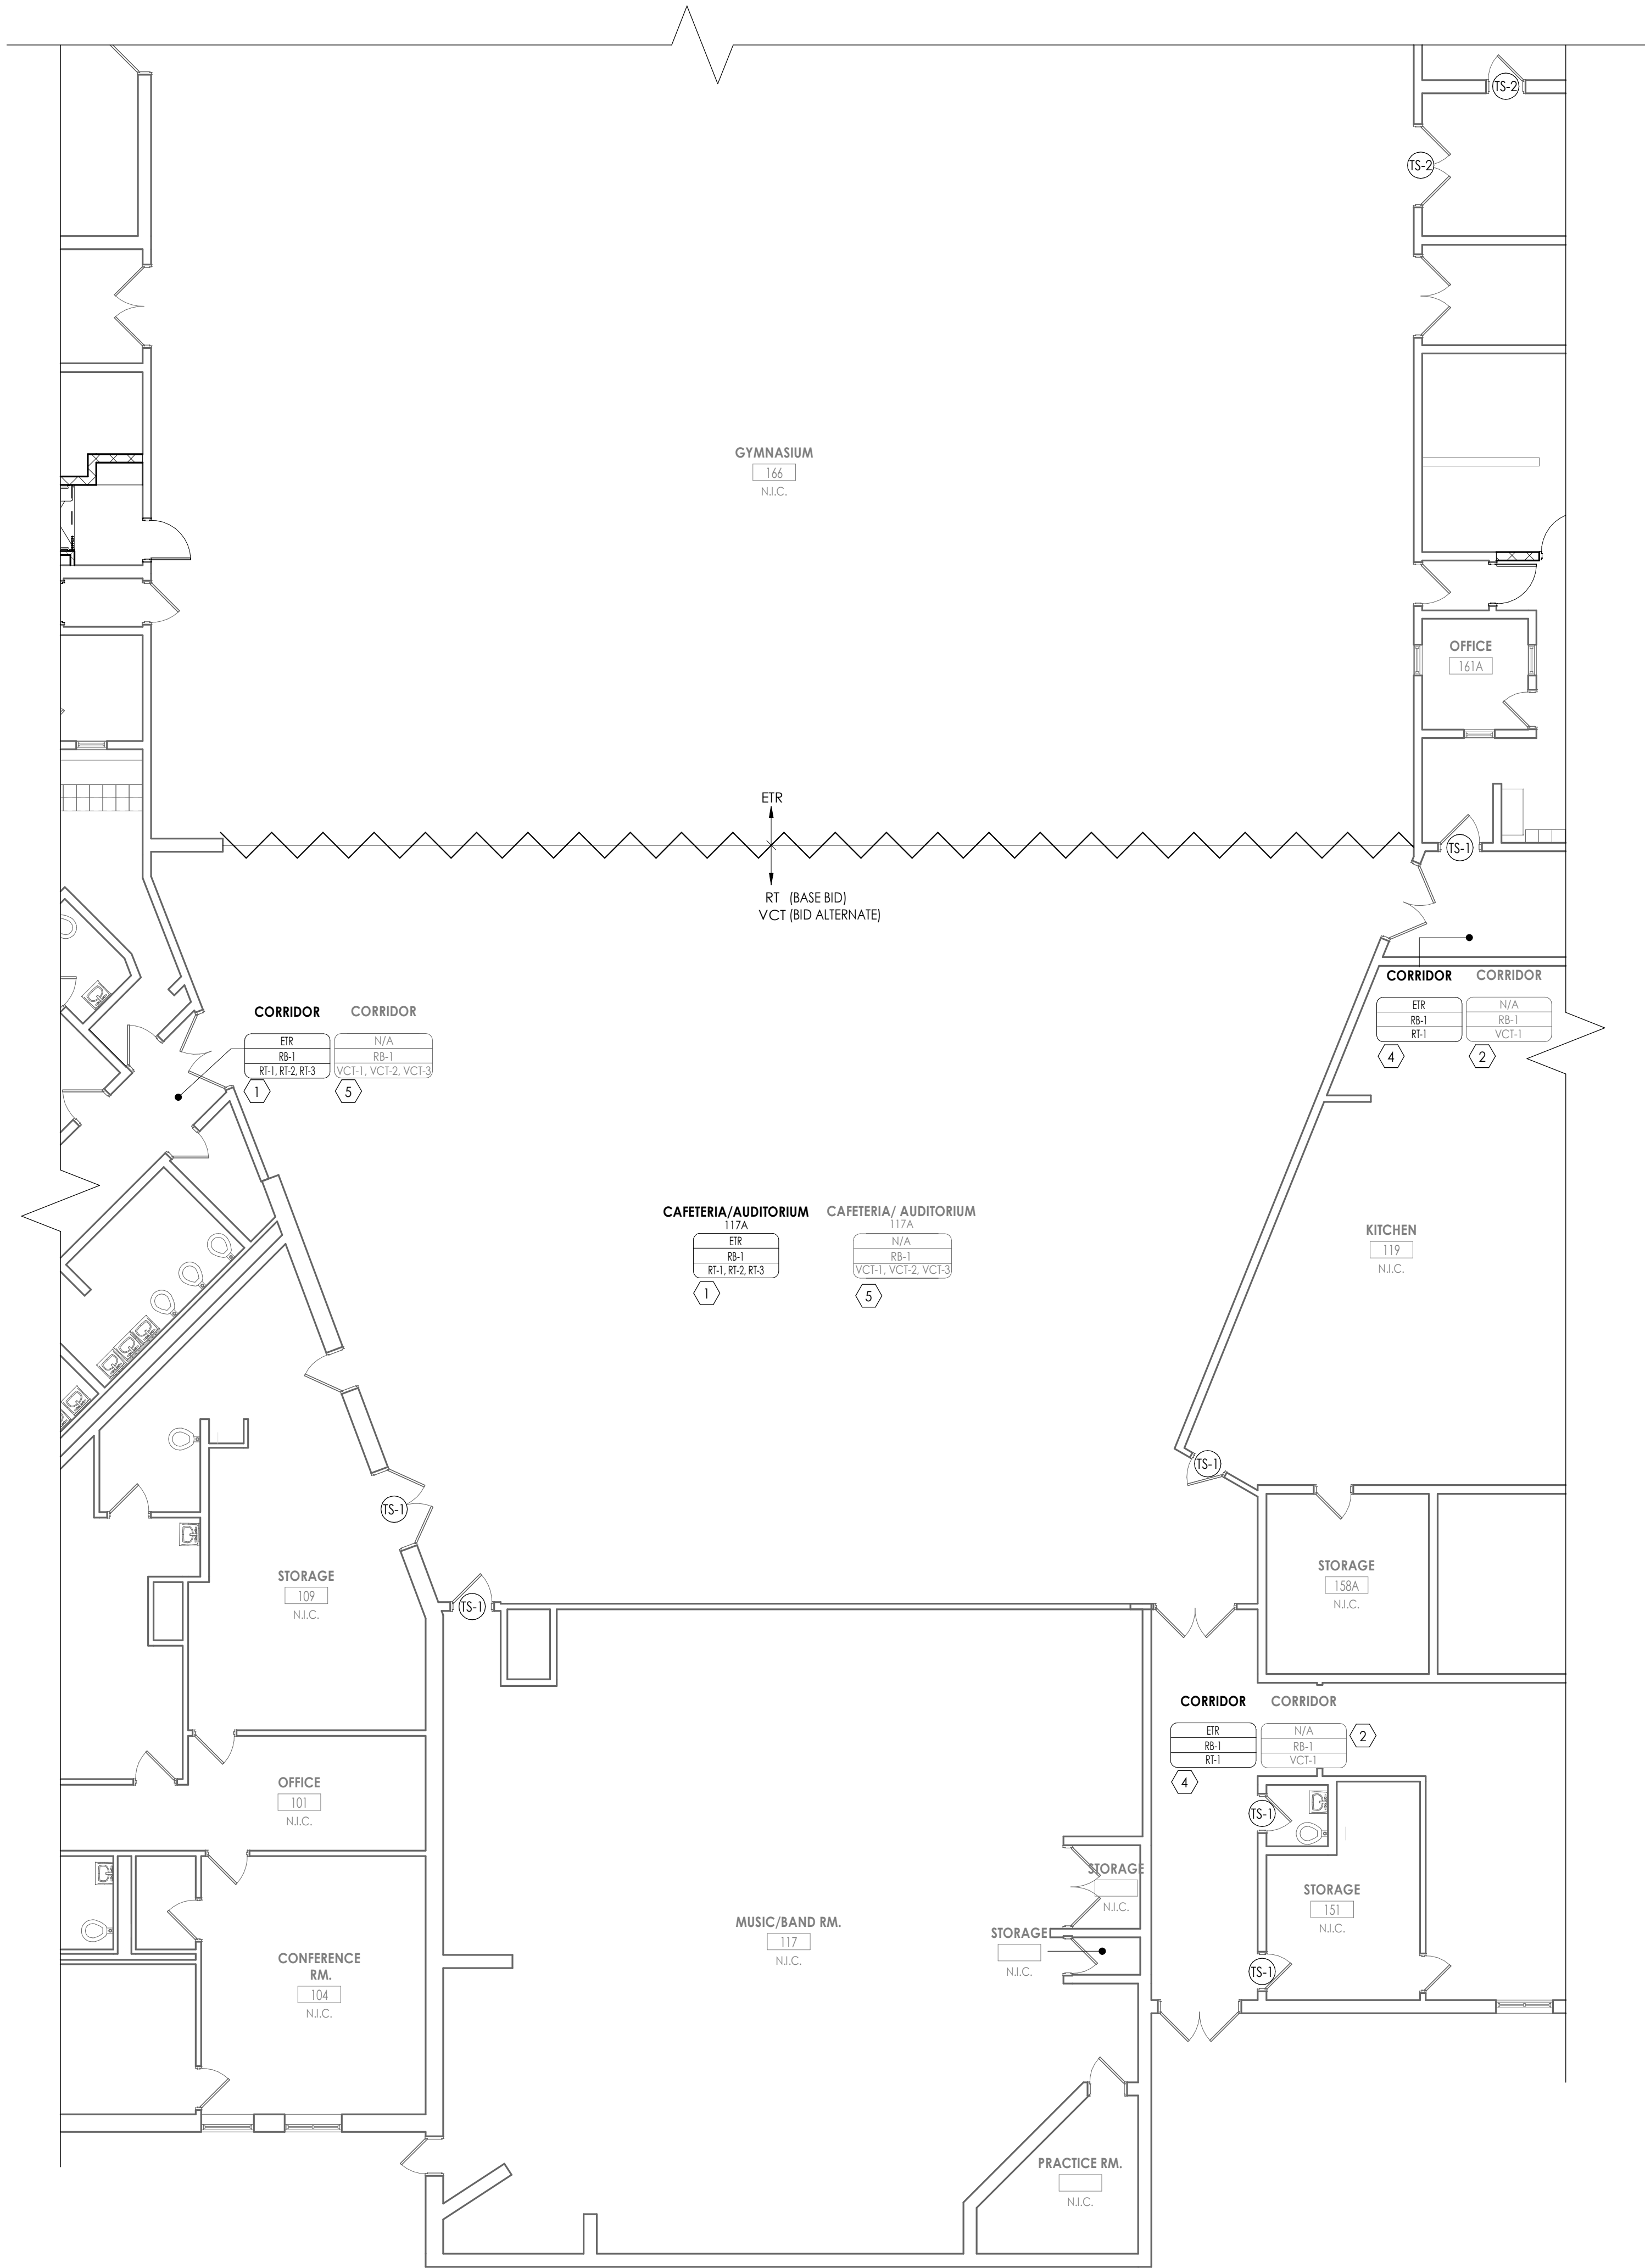 TS-2
TS-2
GYMNASIUM
166
N.I.C.
OFFICE
161A
ETR
TS-1
RT (BASE BID)
VCT (BID ALTERNATE)
CORRIDOR CORRIDOR
ETR N/A
RB-1 RB-1
RT-1 VCT-1
4 2
CORRIDOR CORRIDOR
ETR N/A
RB-1 RB-1
RT-1, RT-2, RT-3 VCT-1, VCT-2, VCT-3
1 5
CAFETERIA/AUDITORIUM CAFETERIA/ AUDITORIUM
117A 117A
ETR N/A
RB-1 RB-1
RT-1, RT-2, RT-3 VCT-1, VCT-2, VCT-3
1 5
KITCHEN
119
N.I.C.
TS-1
TS-1
STORAGE
158A
N.I.C.
STORAGE
109
N.I.C.
TS-1
CORRIDOR CORRIDOR
ETR N/A 2
RB-1 RB-1
RT-1 VCT-1
4
OFFICE
101
N.I.C.
TS-1
STORAGE
N.I.C.
STORAGE
151
N.I.C.
MUSIC/BAND RM.
117
N.I.C.
STORAGE
N.I.C.
TS-1
CONFERENCE
RM.
104
N.I.C.
PRACTICE RM.
N.I.C.